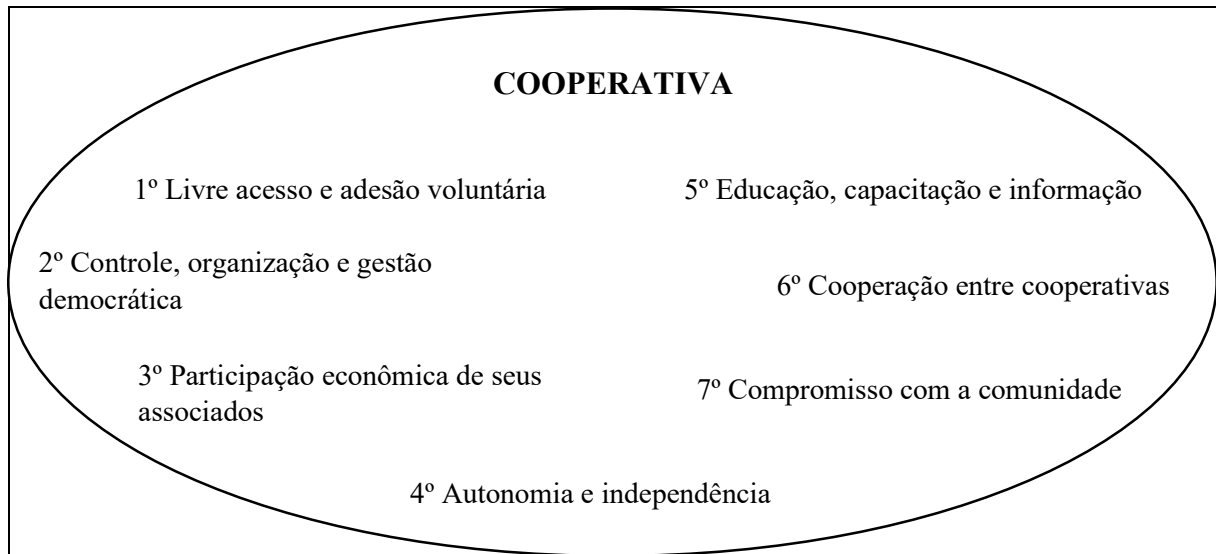 COOPERATIVA
1º Livre acesso e adesão voluntária
2º Controle, organização e gestão
democrática
3º Participação econômica de seus
associados
4º Autonomia e independência
5º Educação, capacitação e informação
6º Cooperação entre cooperativas
7º Compromisso com a comunidade